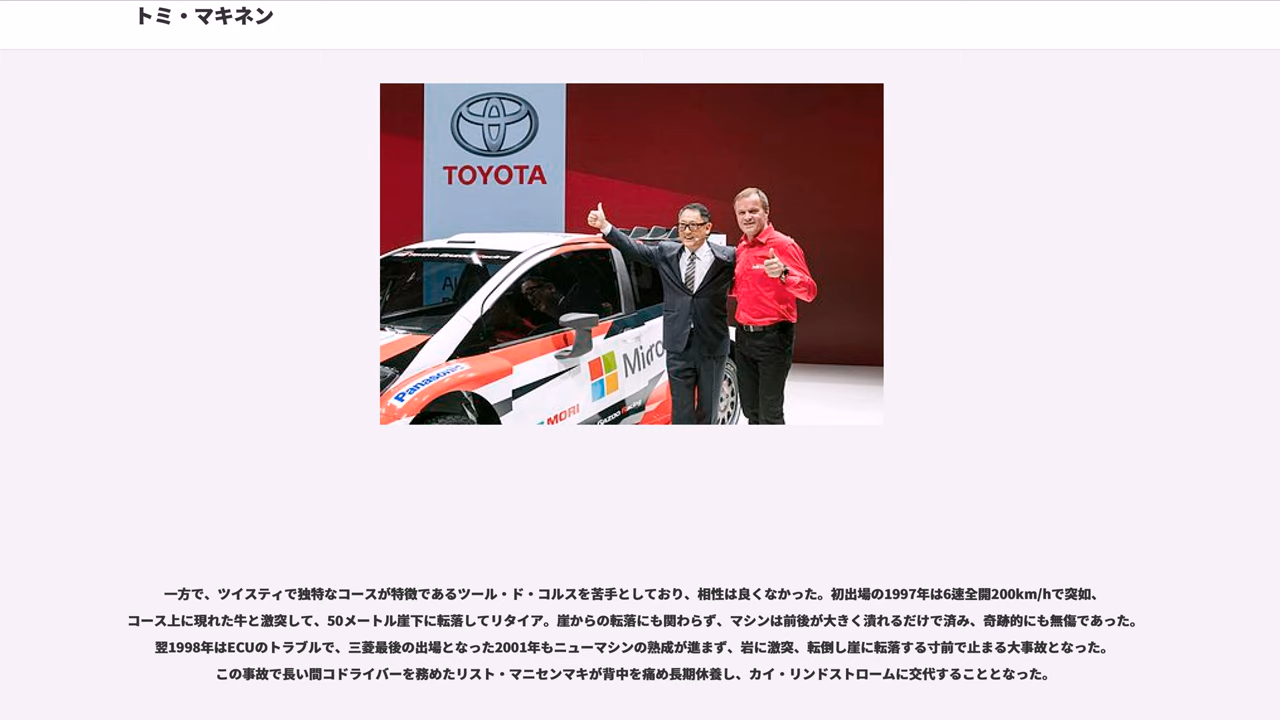 トミ・マキネン
TOYOTA
Panasonic
Micro
MORI
GAZOO Racing
一方で、ツイスティで独特なコースが特徴であるツール・ド・コルスを苦手としており、相性は良くなかった。初出場の1997年は6速全開200km/hで突如、
コース上に現れた牛と激突して、50メートル崖下に転落してリタイア。崖からの転落にも関わらず、マシンは前後が大きく潰れるだけで済み、奇跡的にも無傷であった。
翌1998年はECUのトラブルで、三菱最後の出場となった2001年もニューマシンの熟成が進まず、岩に激突、転倒し崖に転落する寸前で止まる大事故となった。
この事故で長い間コドライバーを務めたリスト・マニセンマキが背中を痛め長期休養し、カイ・リンドストロームに交代することとなった。